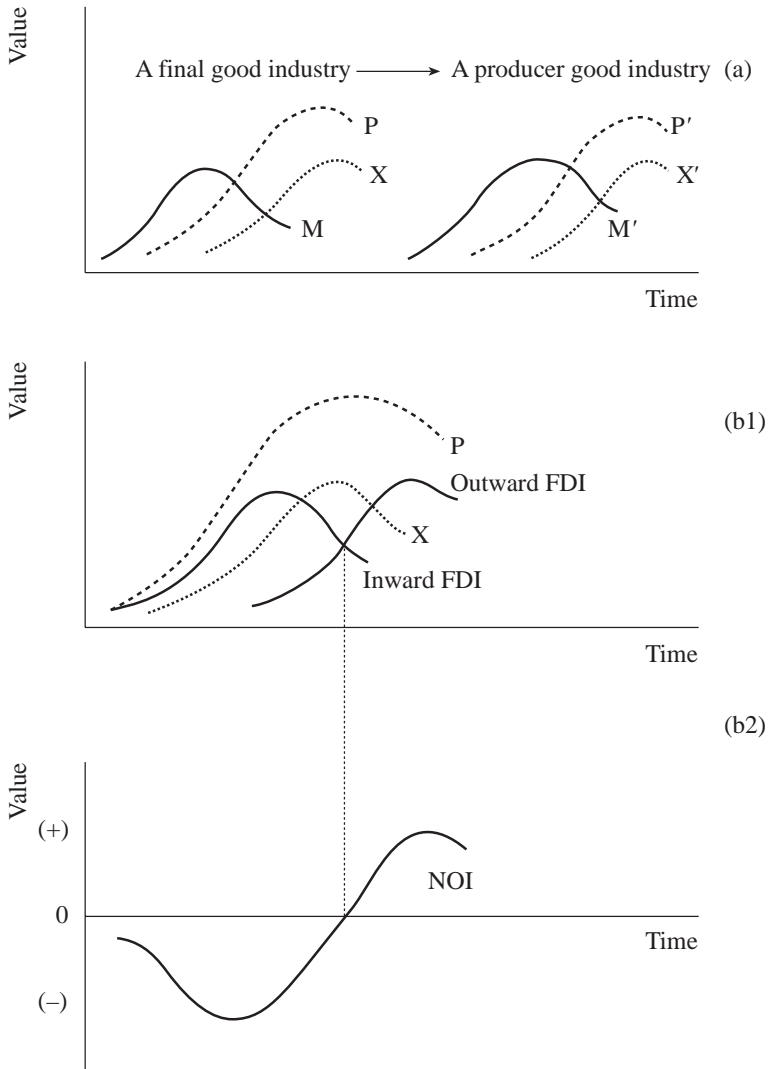 Value
A final good industry
A producer good industry
(a)
P
P′
X
X′
M
M′
Time
Value
(b1)
P
Outward FDI
X
Inward FDI
Time
(b2)
Value
(+)
NOI
0
Time
(–)